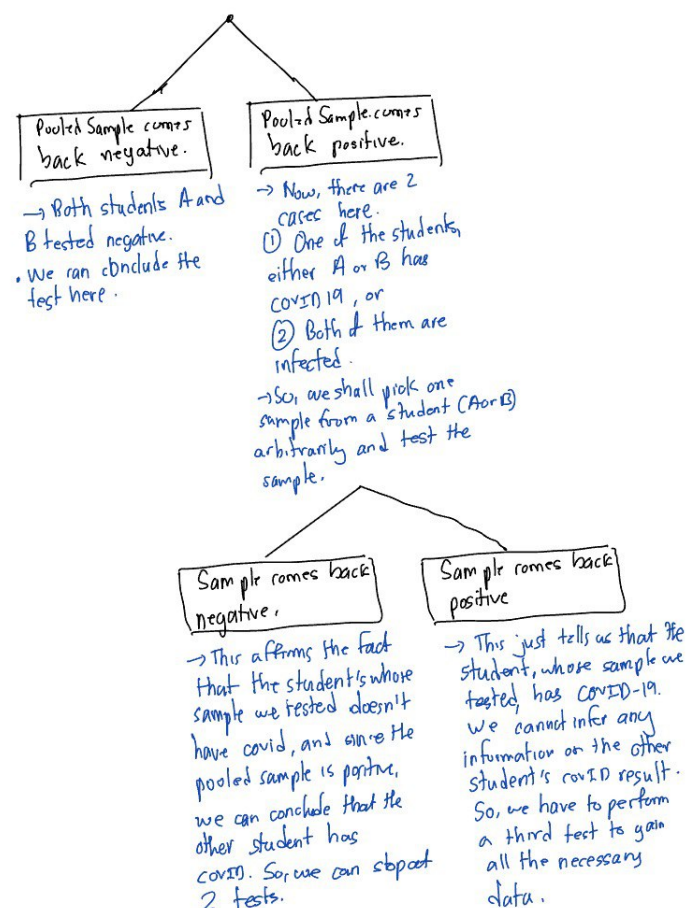 Pooled Sample comes
back negative.
→ Both students A and
B tested negative.
• We can conclude the
test here.
Pooled Sample comes
back positive.
→ Now, there are 2
cases here.
① One of the students,
either A or B has
COVID19, or
② Both of them are
infected.
→ So, we shall pick one
sample from a student (A or B)
arbitrarily and test the
sample.
Sample comes back
negative.
→ This affirms the fact
that the student's whose
sample we tested doesn't
have covid, and since the
pooled sample is positive,
we can conclude that the
other student has
COVID. So, we can stop at
2 tests.
Sample comes back
positive
→ This just tells us that the
student, whose sample we
tested, has COVID-19.
We cannot infer any
information on the other
student's COVID result.
So, we have to perform
a third test to gain
all the necessary
data.